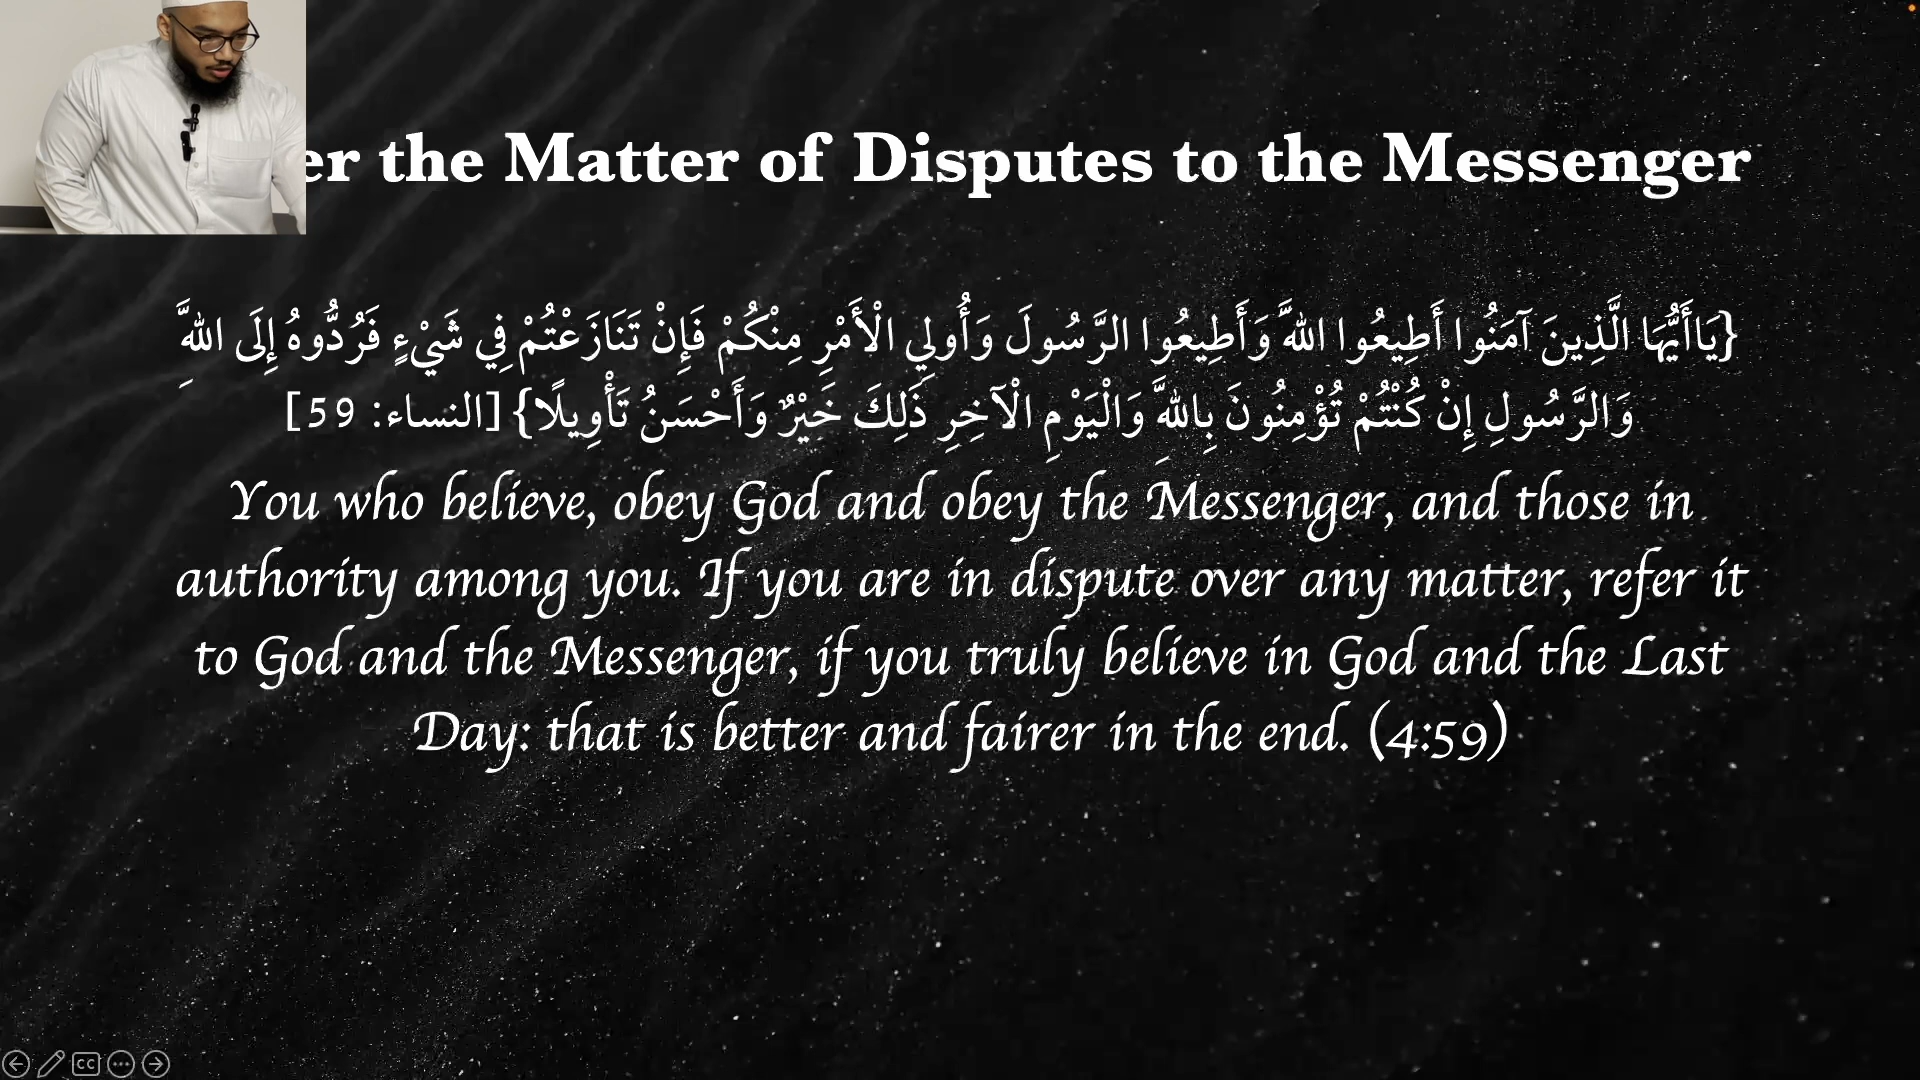 er the Matter of Disputes to the Messenger
{يَاأَيُّهَا الَّذِينَ آمَنُوا أَطِيعُوا اللَّهَ وَأَطِيعُوا الرَّسُولَ وَأُولِي الْأَمْرِ مِنْكُمْ فَإِنْ تَنَازَعْتُمْ فِي شَيْءٍ فَرُدُّوهُ إِلَى اللَّهِ
وَالرَّسُولِ إِنْ كُنْتُمْ تُؤْمِنُونَ بِاللَّهِ وَالْيَوْمِ الْآخِرِ ذَلِكَ خَيْرٌ وَأَحْسَنُ تَأْوِيلًا} [النساء: 59]
You who believe, obey God and obey the Messenger, and those in
authority among you. If you are in dispute over any matter, refer it
to God and the Messenger, if you truly believe in God and the Last
Day: that is better and fairer in the end. (4:59)
CC